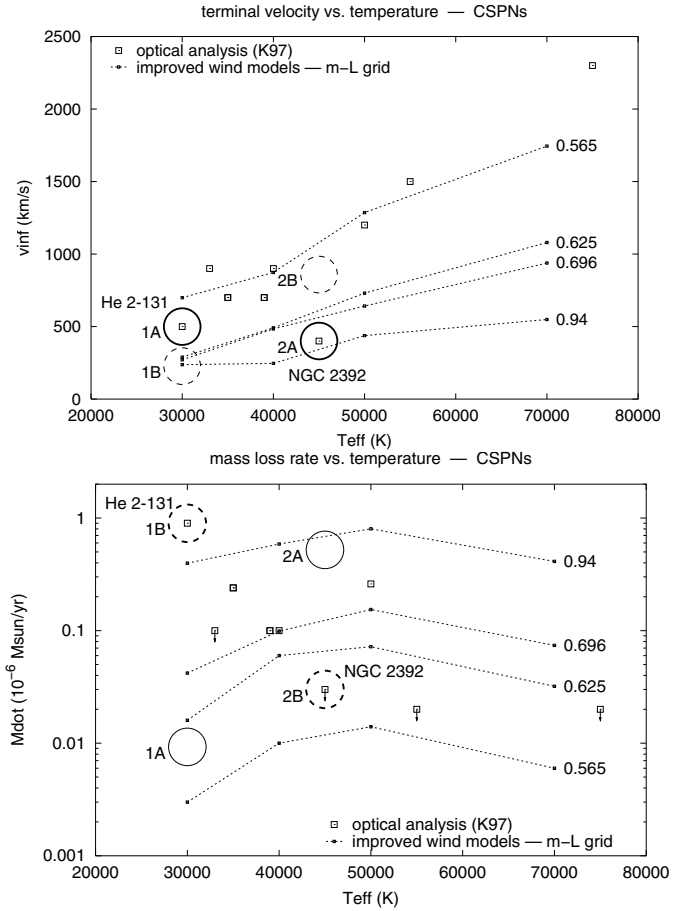 terminal velocity vs. temperature — CSPNs
2500
2000
1500
1000
500
0
vinf (km/s)
optical analysis (K97)
improved wind models — m−L grid
0.565
0.625
0.696
0.94
He 2-131
1A
1B
2B
2A
NGC 2392
20000 30000 40000 50000 60000 70000 80000
Teff (K)
mass loss rate vs. temperature — CSPNs
1
0.1
0.01
0.001
Mdot (10−6 Msun/yr)
He 2-131
1B
2A
0.94
0.696
NGC 2392
0.625
2B
1A
0.565
optical analysis (K97)
improved wind models — m−L grid
20000 30000 40000 50000 60000 70000 80000
Teff (K)